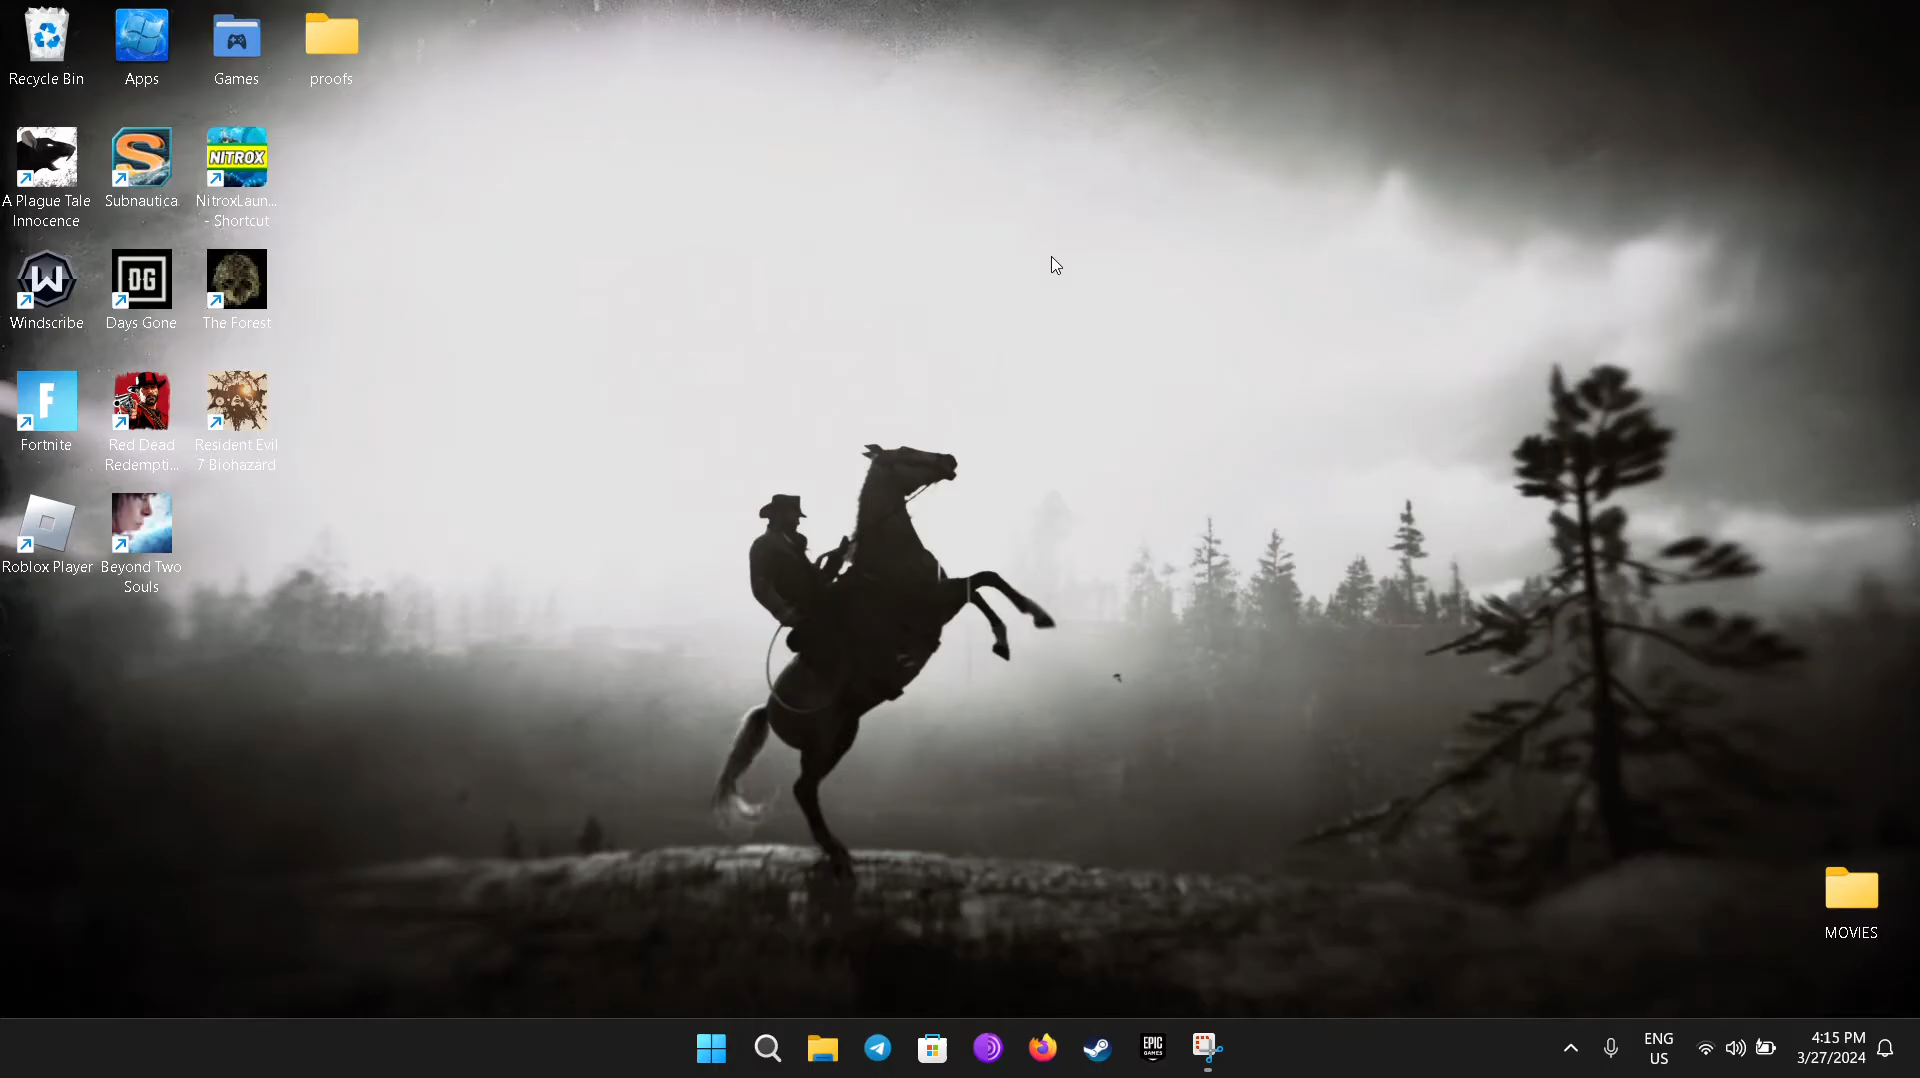 Recycle Bin
Apps
Games
proofs
A Plague Tale
Innocence
S
Subnautica
NITROX
NitroxLaun...
- Shortcut
W
Windscribe
DG
Days Gone
The Forest
F
Fortnite
Red Dead
Redempti...
Resident Evil
7 Biohazard
Roblox Player
Beyond Two
Souls
MOVIES
EPIC
GAMES
ENG
US
4:15 PM
3/27/2024